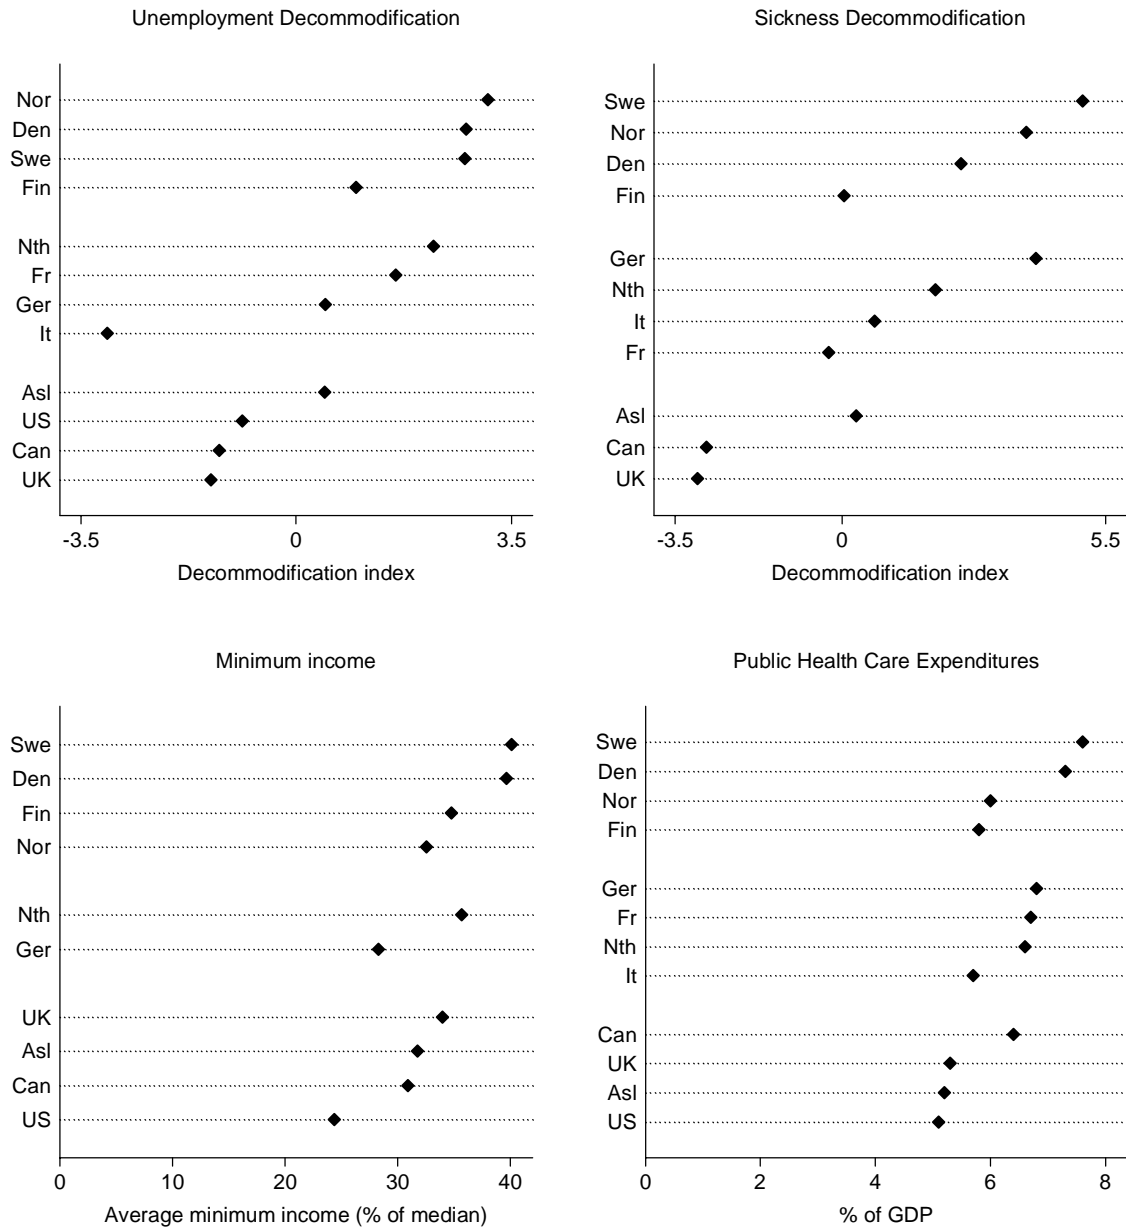 Unemployment Decommodification
Nor
Den
Swe
Fin
Nth
Fr
Ger
It
Asl
US
Can
UK
-3.5 0 3.5
Decommodification index
Sickness Decommodification
Swe
Nor
Den
Fin
Ger
Nth
It
Fr
Asl
Can
UK
-3.5 0 5.5
Decommodification index
Minimum income
Swe
Den
Fin
Nor
Nth
Ger
UK
Asl
Can
US
0 10 20 30 40
Average minimum income (% of median)
Public Health Care Expenditures
Swe
Den
Nor
Fin
Ger
Fr
Nth
It
Can
UK
Asl
US
0 2 4 6 8
% of GDP